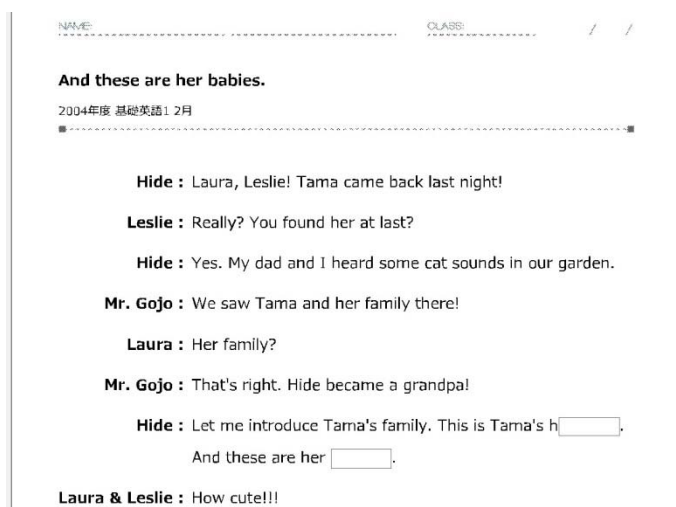 NAME: CLASS: / /
And these are her babies.
2004年度 基礎英語1 2月
Hide : Laura, Leslie! Tama came back last night!
Leslie : Really? You found her at last?
Hide : Yes. My dad and I heard some cat sounds in our garden.
Mr. Gojo : We saw Tama and her family there!
Laura : Her family?
Mr. Gojo : That's right. Hide became a grandpa!
Hide : Let me introduce Tama's family. This is Tama's h .
And these are her .
Laura & Leslie : How cute!!!